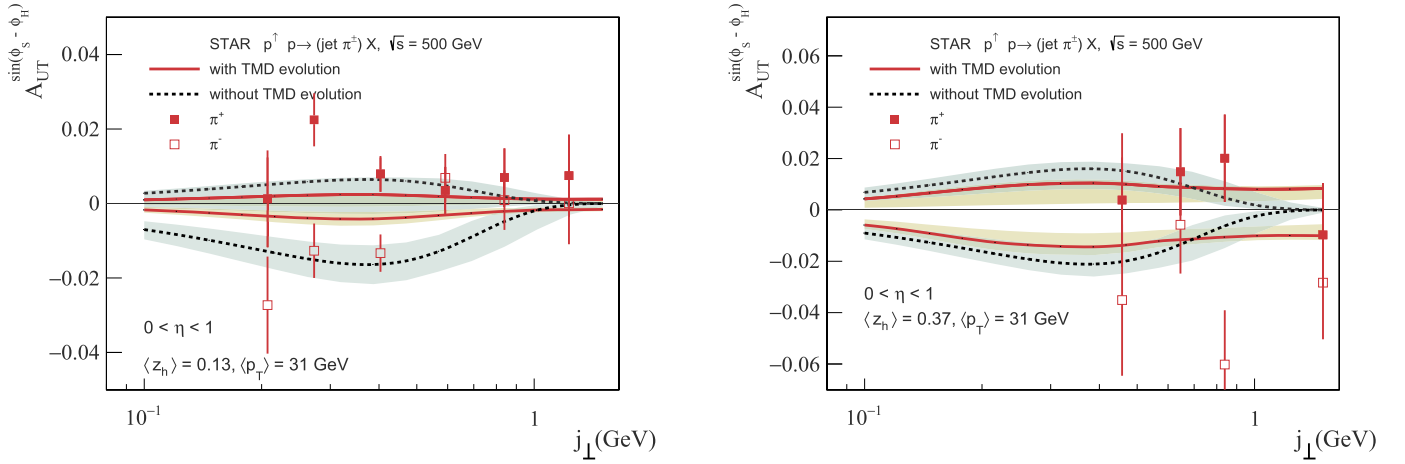 A_UT^sin(ϕ_S - ϕ_H)
0.04
0.02
0
−0.02
−0.04
STAR p↑ p→ (jet π±) X, √s = 500 GeV
with TMD evolution
without TMD evolution
π+
π-
0 < η < 1
⟨ z_h ⟩ = 0.13, ⟨p_T⟩ = 31 GeV
10^−1
1
j_⊥(GeV)
A_UT^sin(ϕ_S - ϕ_H)
0.06
0.04
0.02
0
−0.02
−0.04
−0.06
STAR p↑ p→ (jet π±) X, √s = 500 GeV
with TMD evolution
without TMD evolution
π+
π-
0 < η < 1
⟨ z_h ⟩ = 0.37, ⟨p_T⟩ = 31 GeV
10^−1
1
j_⊥(GeV)